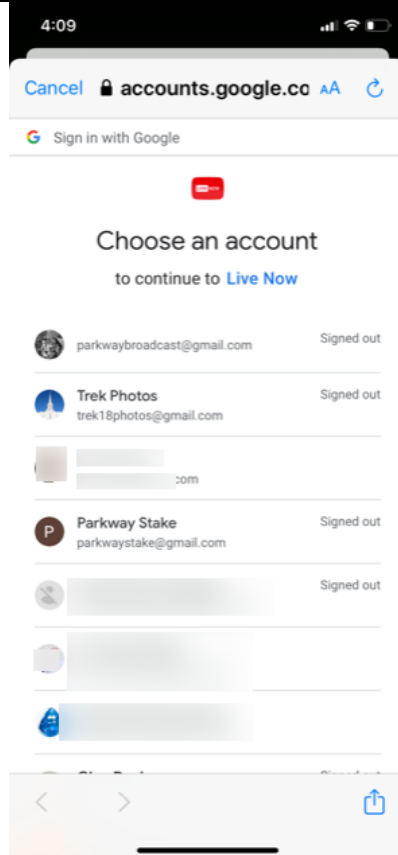 4:09
Cancel accounts.google.co AA
G Sign in with Google
Choose an account
to continue to Live Now
parkwaybroadcast@gmail.com Signed out
Trek Photos Signed out
trek18photos@gmail.com
com
P Parkway Stake Signed out
parkwaystake@gmail.com
Signed out